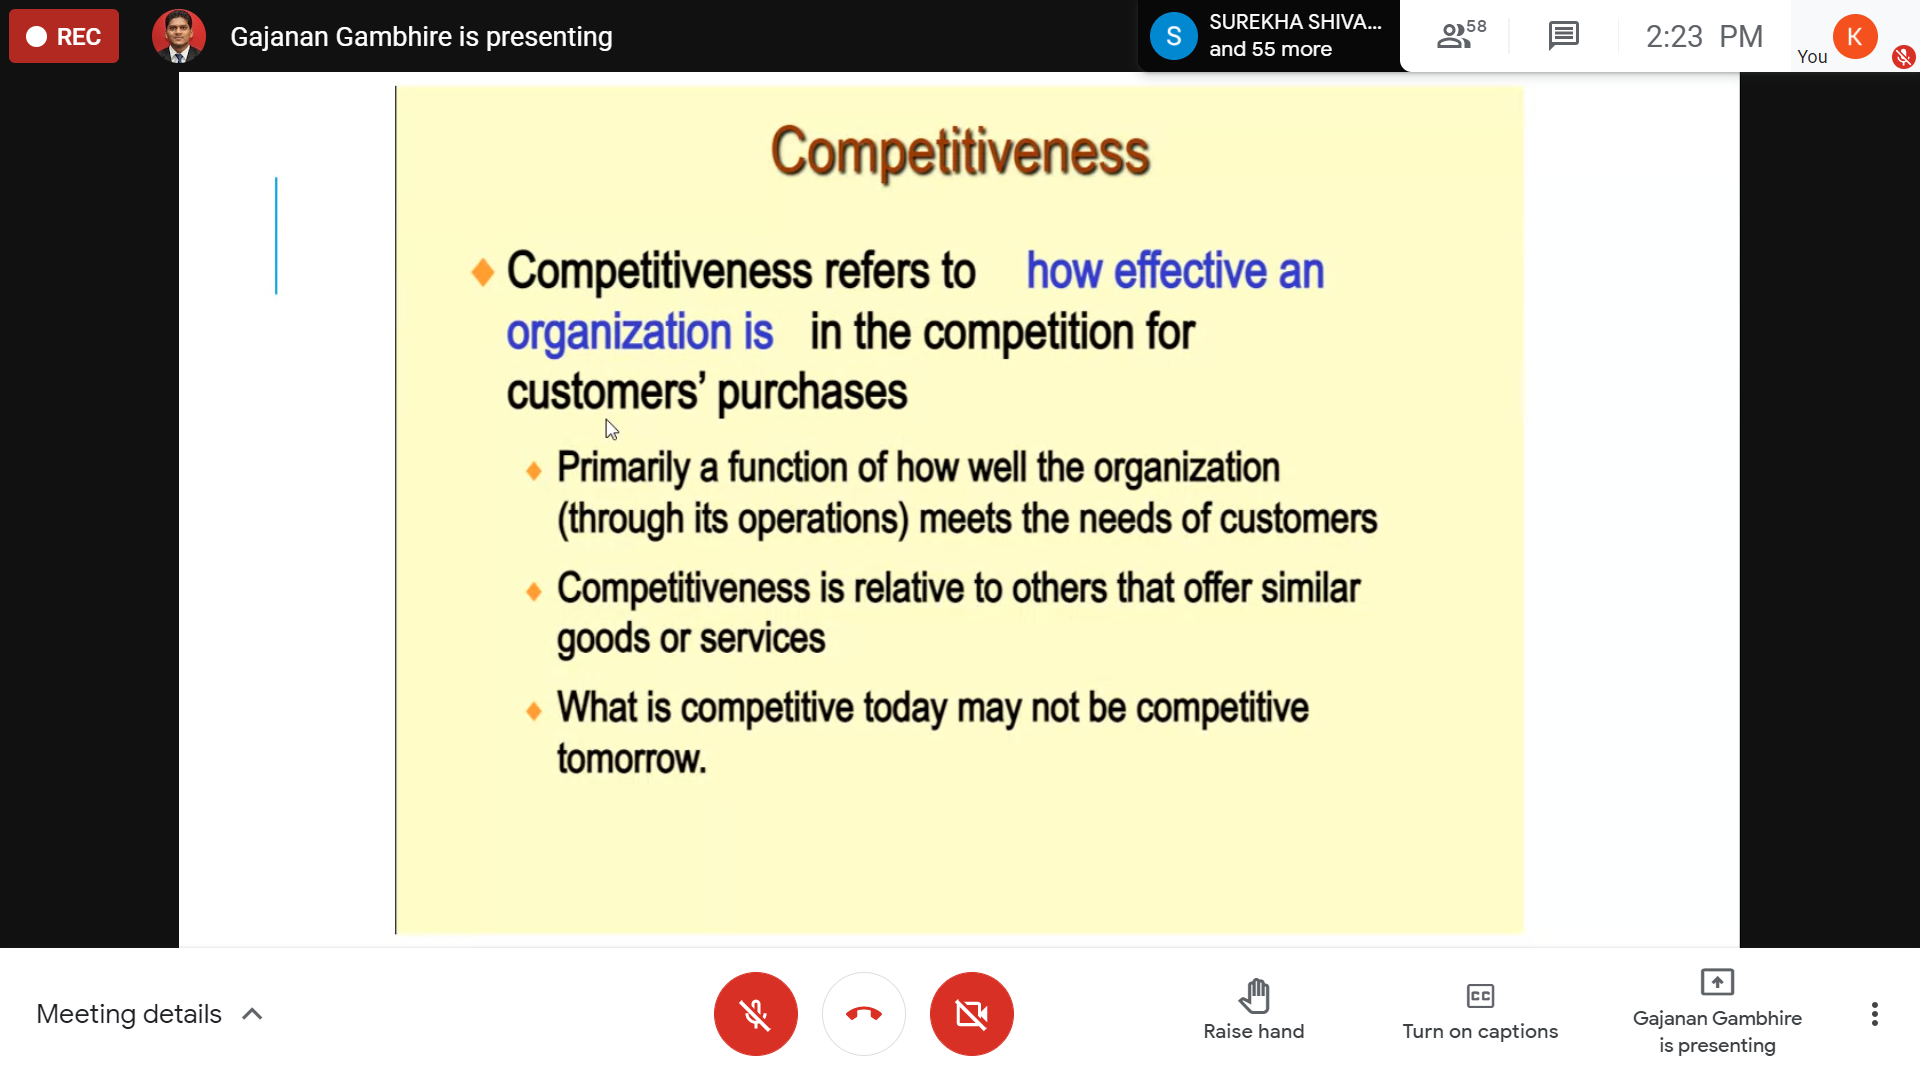 REC
Gajanan Gambhire is presenting
S
SUREKHA SHIVA...
and 55 more
58
2:23 PM
You
K
Competitiveness
Competitiveness refers to how effective an
organization is in the competition for
customers’ purchases
Primarily a function of how well the organization
(through its operations) meets the needs of customers
Competitiveness is relative to others that offer similar
goods or services
What is competitive today may not be competitive
tomorrow.
Meeting details
Raise hand
CC
Turn on captions
Gajanan Gambhire
is presenting